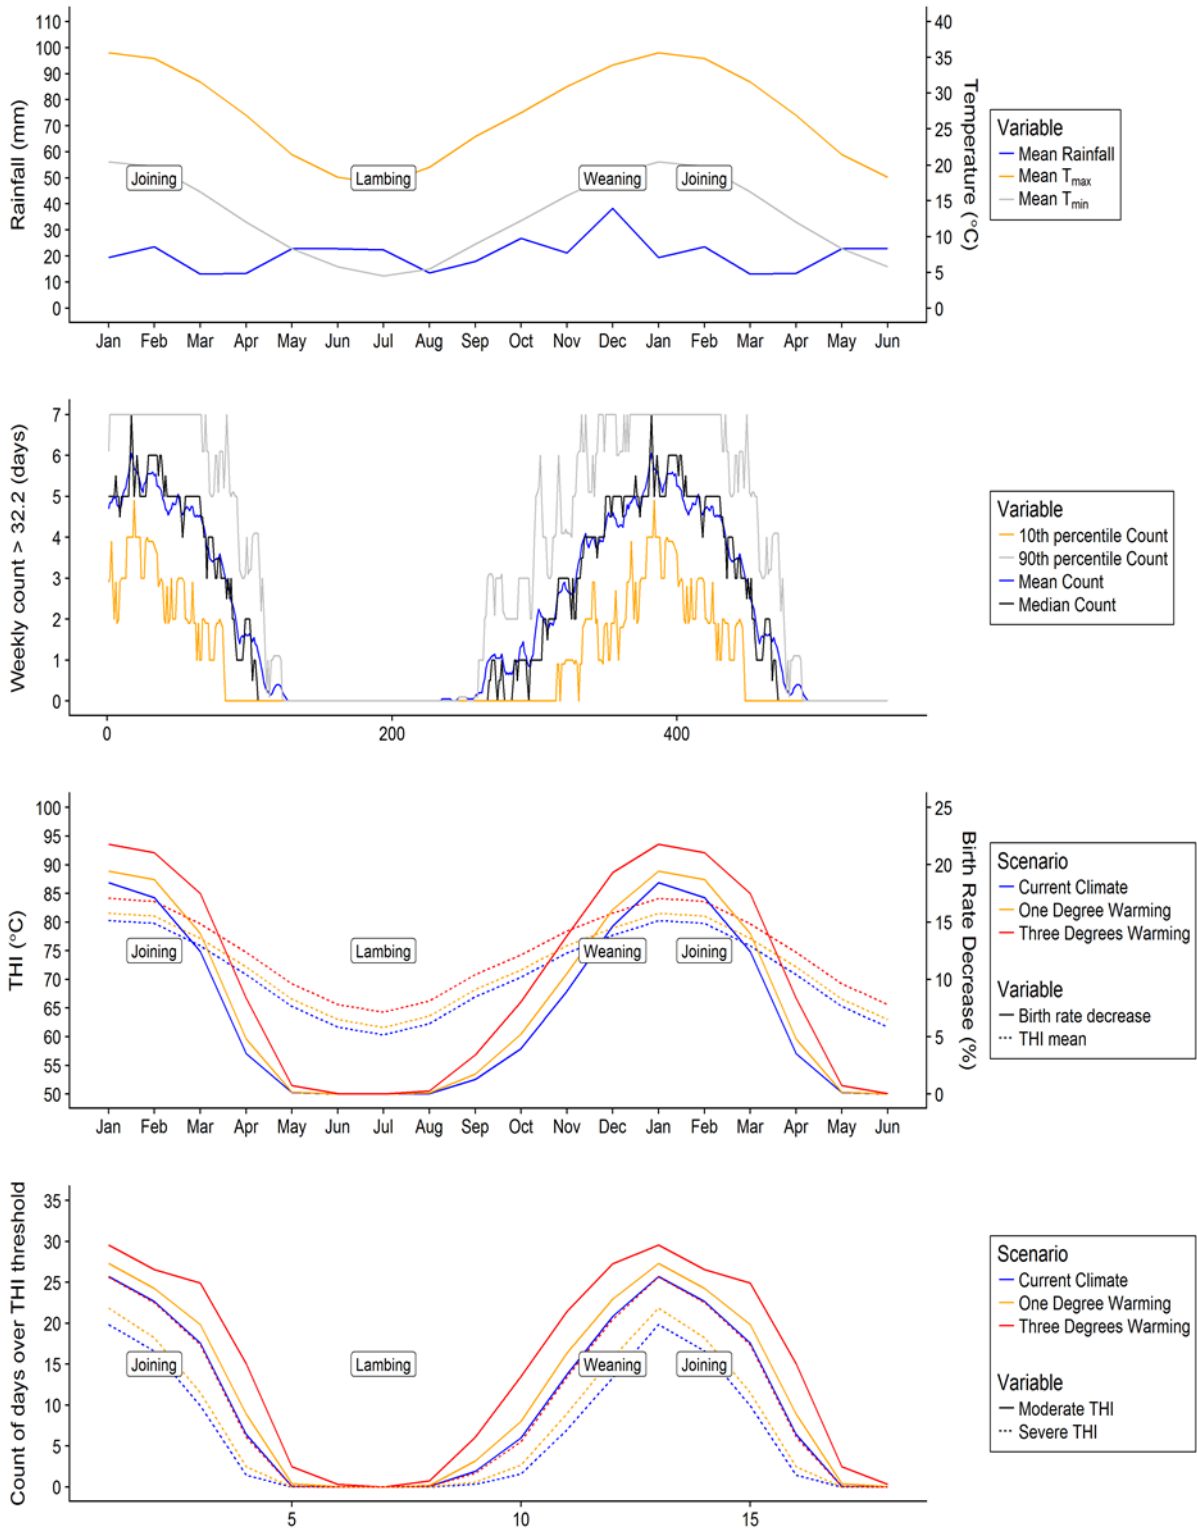 Rainfall (mm)
110
100
90
80
70
60
50
40
30
20
10
0
Joining
Lambing
Weaning
Joining
40
35
30
25
20
15
10
5
0
Temperature (°C)
Jan Feb Mar Apr May Jun Jul Aug Sep Oct Nov Dec Jan Feb Mar Apr May Jun
Variable
Mean Rainfall
Mean Tmax
Mean Tmin
Weekly count > 32.2 (days)
7
6
5
4
3
2
1
0
0 200 400
Variable
10th percentile Count
90th percentile Count
Mean Count
Median Count
THI (°C)
100
95
90
85
80
75
70
65
60
55
50
Joining
Lambing
Weaning
Joining
25
20
15
10
5
0
Birth Rate Decrease (%)
Jan Feb Mar Apr May Jun Jul Aug Sep Oct Nov Dec Jan Feb Mar Apr May Jun
Scenario
Current Climate
One Degree Warming
Three Degrees Warming
Variable
Birth rate decrease
THI mean
Count of days over THI threshold
35
30
25
20
15
10
5
0
Joining
Lambing
Weaning
Joining
5 10 15
Scenario
Current Climate
One Degree Warming
Three Degrees Warming
Variable
Moderate THI
Severe THI